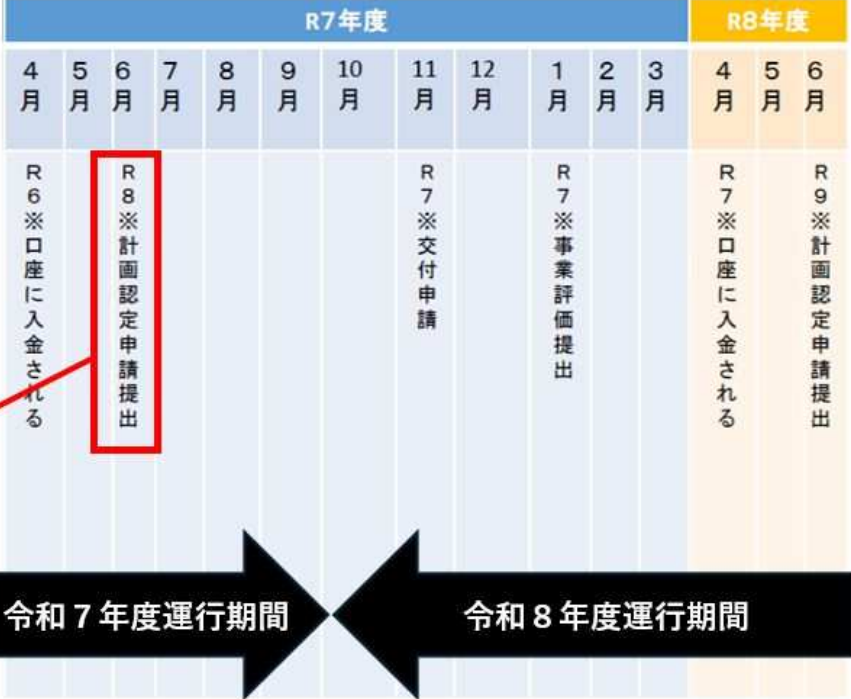 R7年度
R8年度
4月
5月
6月
7月
8月
9月
10月
11月
12月
1月
2月
3月
4月
5月
6月
R6※口座に入金される
R8※計画認定申請提出
R7※交付申請
R7※事業評価提出
R7※口座に入金される
R9※計画認定申請提出
令和7年度運行期間
令和8年度運行期間